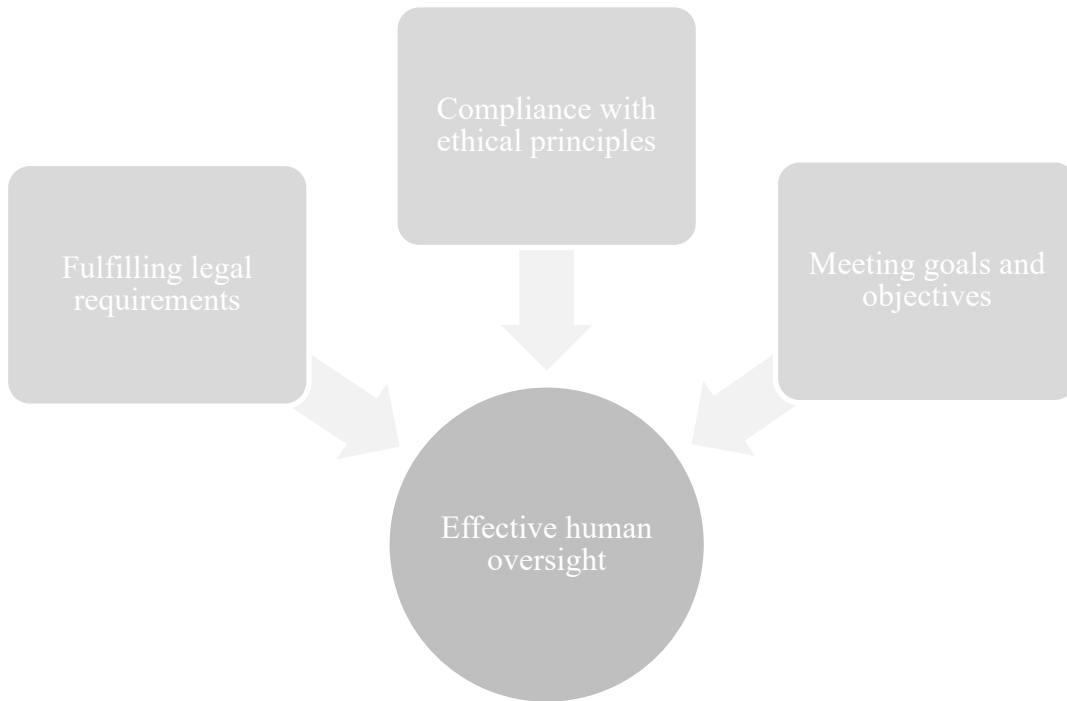 Compliance with
ethical principles
Fulfilling legal
requirements
Meeting goals and
objectives
Effective human
oversight